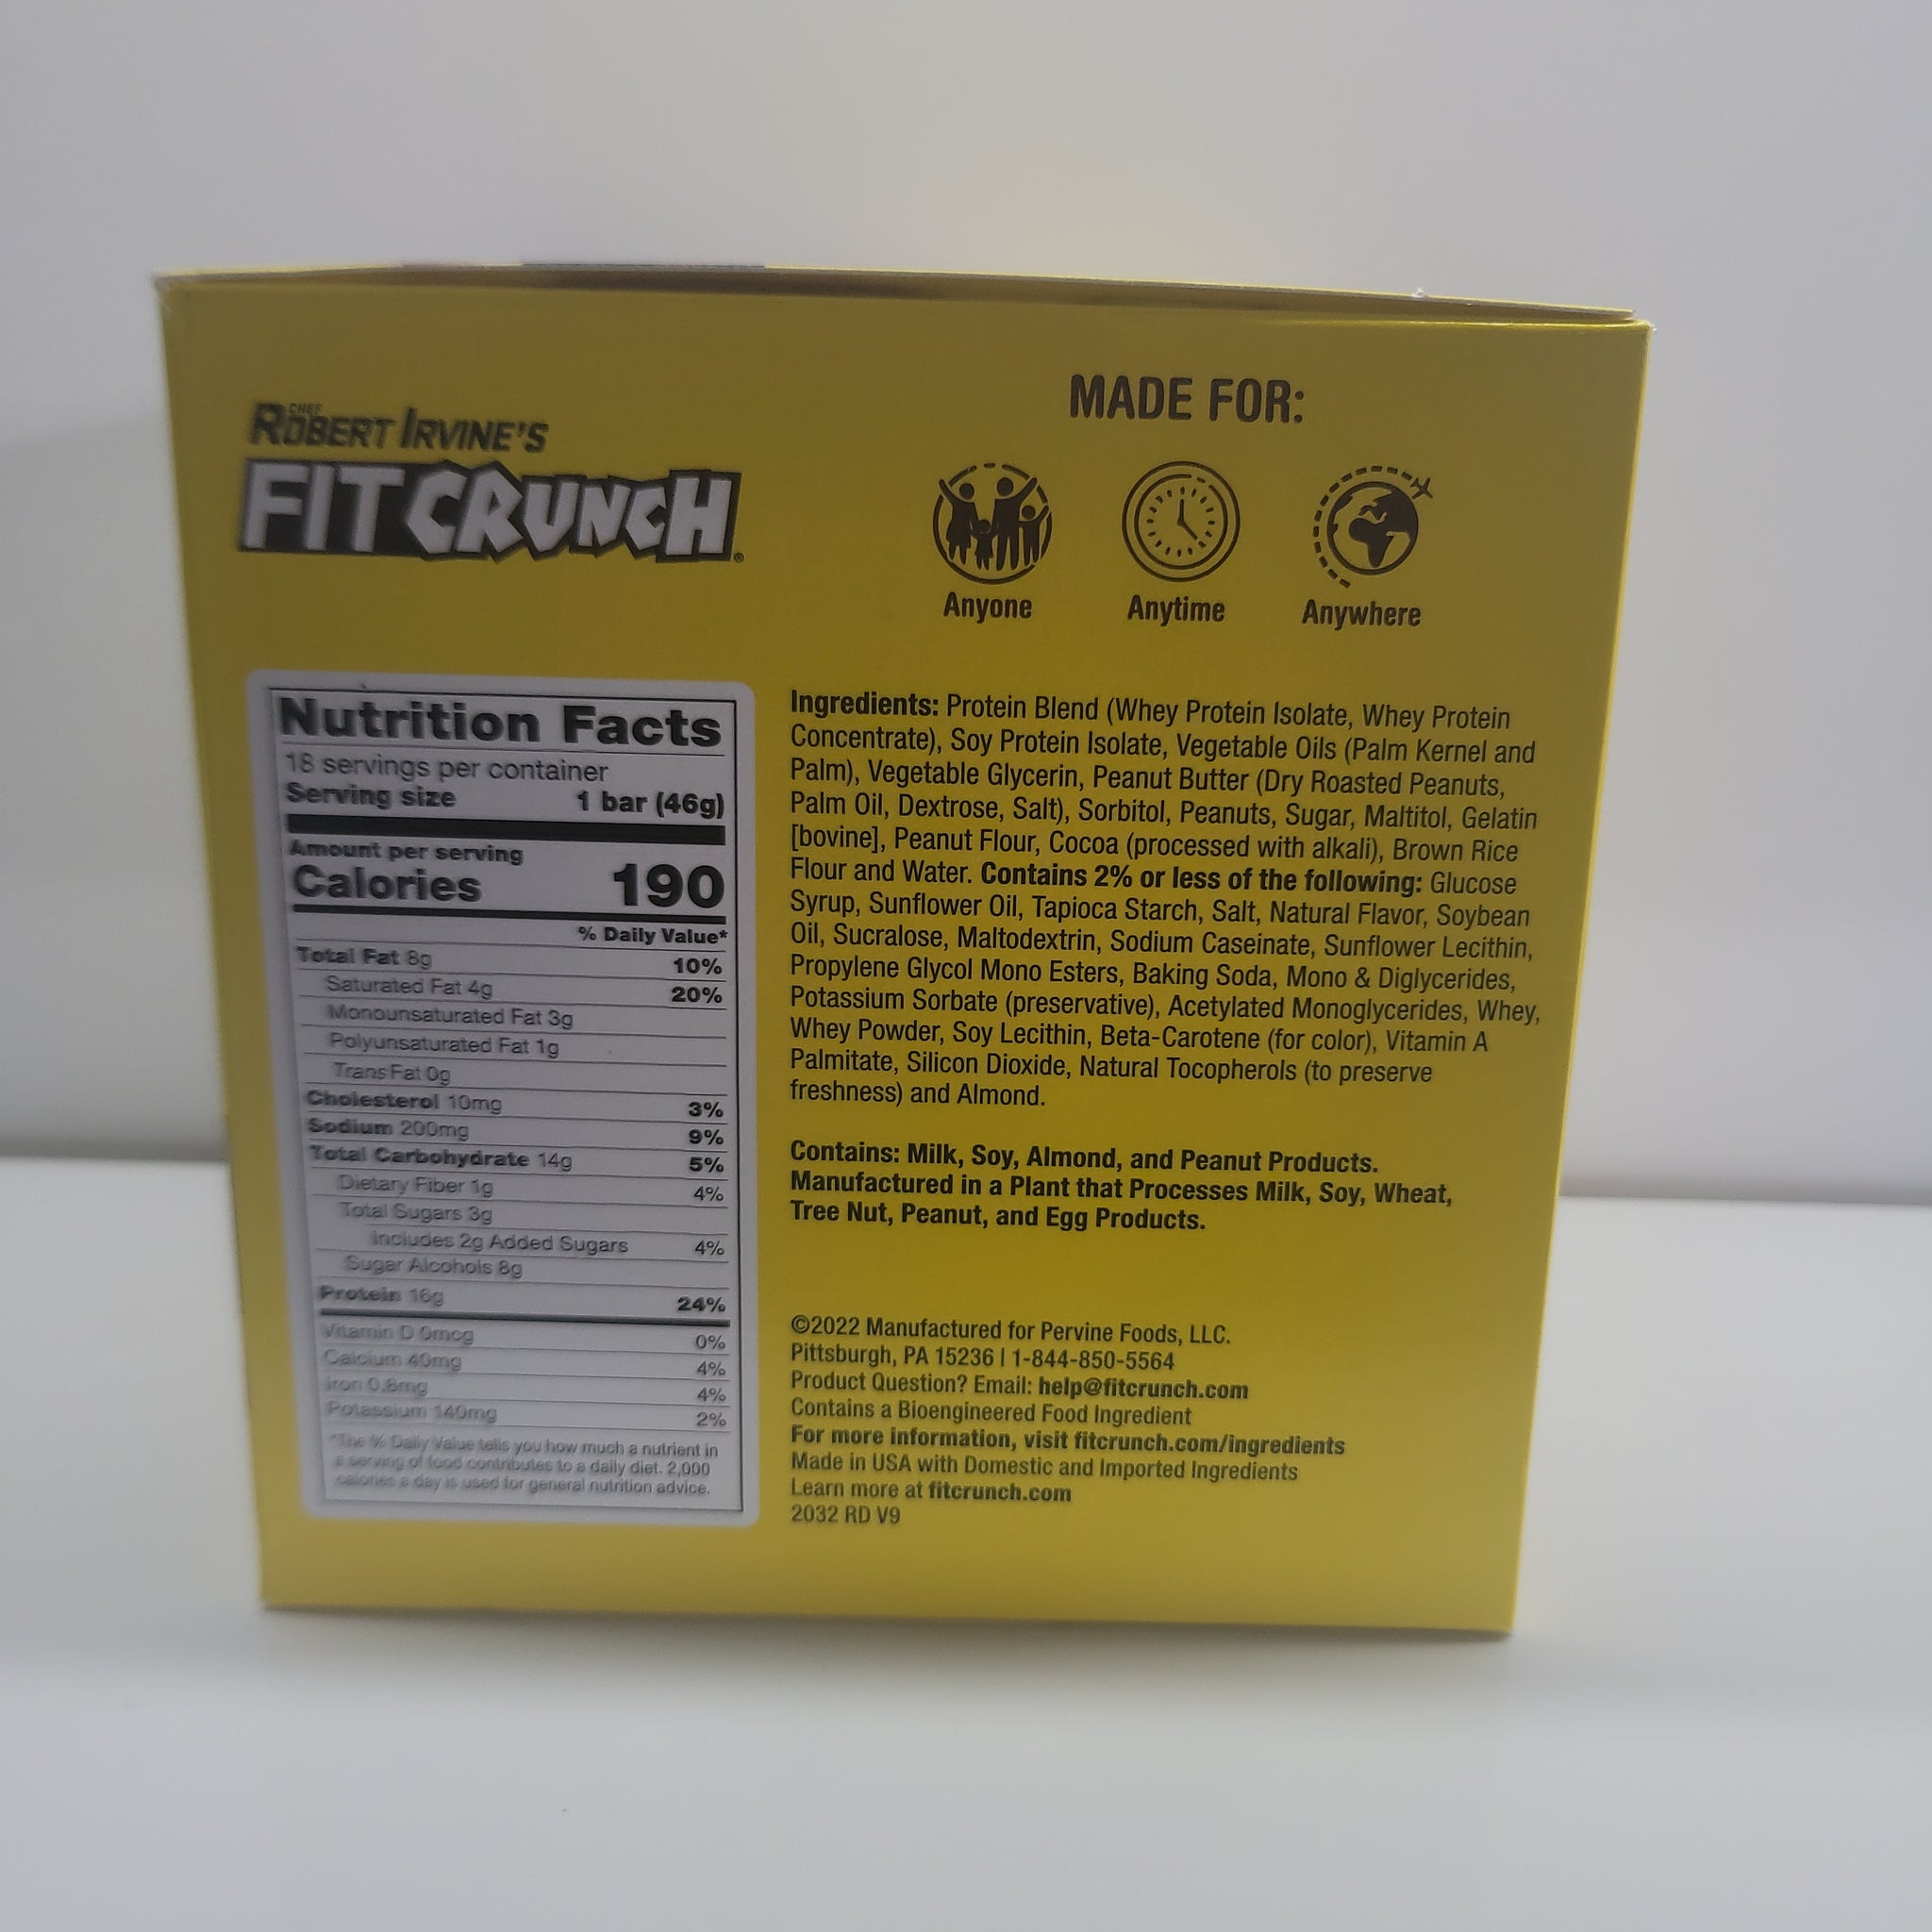 CHEF
ROBERT IRVINE'S
FITCRUNCH®
MADE FOR:
Anyone
Anytime
Anywhere
Nutrition Facts
18 servings per container
Serving size 1 bar (46g)
Amount per serving
Calories 190
% Daily Value*
Total Fat 8g 10%
Saturated Fat 4g 20%
Monounsaturated Fat 3g
Polyunsaturated Fat 1g
Trans Fat 0g
Cholesterol 10mg 3%
Sodium 200mg 9%
Total Carbohydrate 14g 5%
Dietary Fiber 1g 4%
Total Sugars 3g
Includes 2g Added Sugars 4%
Sugar Alcohols 8g
Protein 16g 24%
Vitamin D 0mcg 0%
Calcium 40mg 4%
Iron 0.8mg 4%
Potassium 140mg 2%
*The % Daily Value tells you how much a nutrient in
a serving of food contributes to a daily diet. 2,000
calories a day is used for general nutrition advice.
Ingredients: Protein Blend (Whey Protein Isolate, Whey Protein
Concentrate), Soy Protein Isolate, Vegetable Oils (Palm Kernel and
Palm), Vegetable Glycerin, Peanut Butter (Dry Roasted Peanuts,
Palm Oil, Dextrose, Salt), Sorbitol, Peanuts, Sugar, Maltitol, Gelatin
[bovine], Peanut Flour, Cocoa (processed with alkali), Brown Rice
Flour and Water. Contains 2% or less of the following: Glucose
Syrup, Sunflower Oil, Tapioca Starch, Salt, Natural Flavor, Soybean
Oil, Sucralose, Maltodextrin, Sodium Caseinate, Sunflower Lecithin,
Propylene Glycol Mono Esters, Baking Soda, Mono & Diglycerides,
Potassium Sorbate (preservative), Acetylated Monoglycerides, Whey,
Whey Powder, Soy Lecithin, Beta-Carotene (for color), Vitamin A
Palmitate, Silicon Dioxide, Natural Tocopherols (to preserve
freshness) and Almond.
Contains: Milk, Soy, Almond, and Peanut Products.
Manufactured in a Plant that Processes Milk, Soy, Wheat,
Tree Nut, Peanut, and Egg Products.
©2022 Manufactured for Pervine Foods, LLC.
Pittsburgh, PA 15236 | 1-844-850-5564
Product Question? Email: help@fitcrunch.com
Contains a Bioengineered Food Ingredient
For more information, visit fitcrunch.com/ingredients
Made in USA with Domestic and Imported Ingredients
Learn more at fitcrunch.com
2032 RD V9